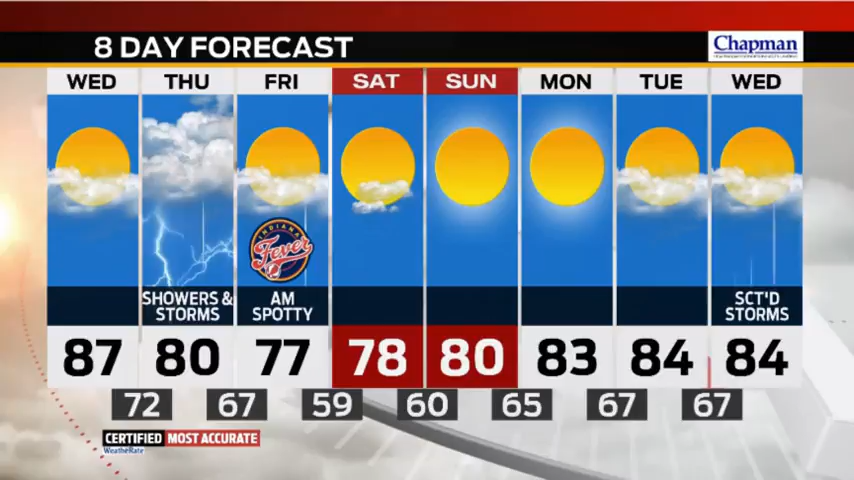 8 DAY FORECAST
Chapman
WED THU FRI SAT SUN MON TUE WED
INDIANA
Fever
SHOWERS & STORMS
AM SPOTTY
SCT'D STORMS
87 80 77 78 80 83 84 84
72 67 59 60 65 67 67
CERTIFIED MOST ACCURATE
WeatheRate